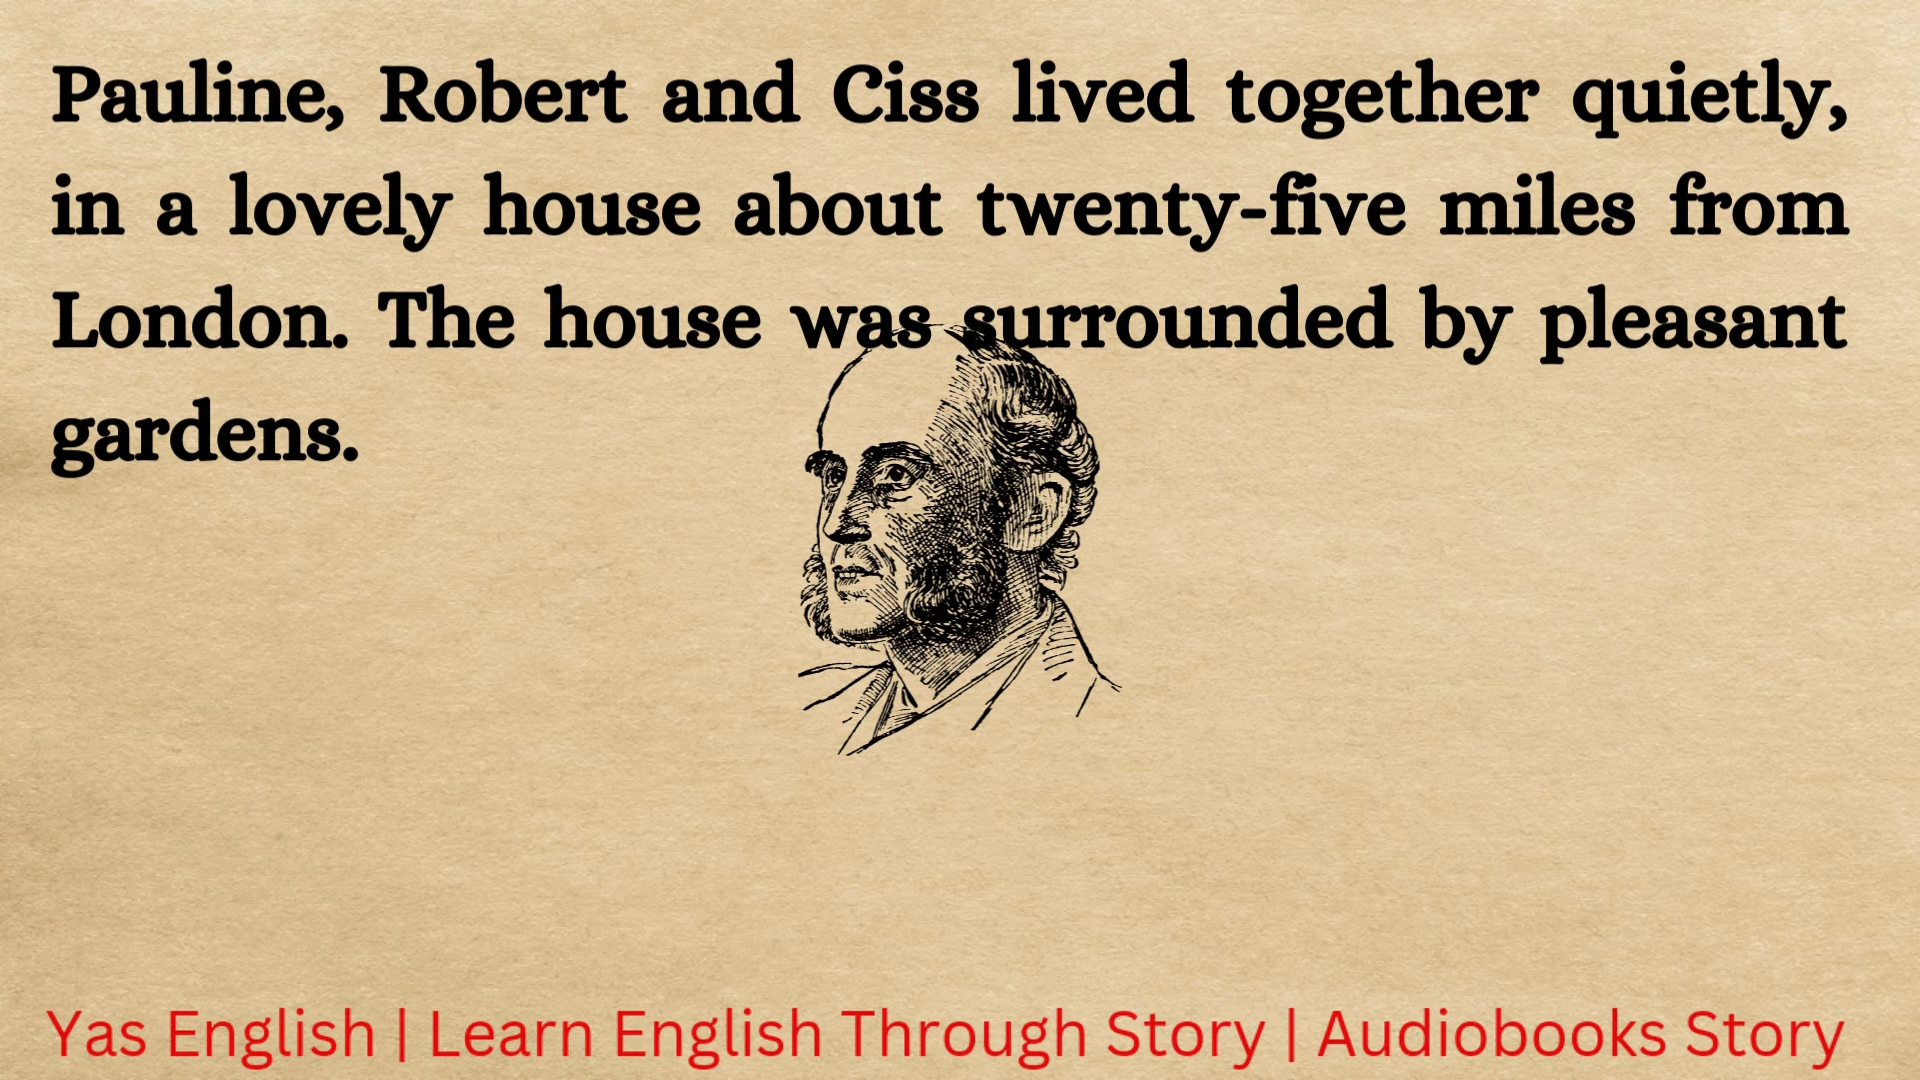 Pauline, Robert and Ciss lived together quietly,
in a lovely house about twenty-five miles from
London. The house was surrounded by pleasant
gardens.
Yas English | Learn English Through Story | Audiobooks Story